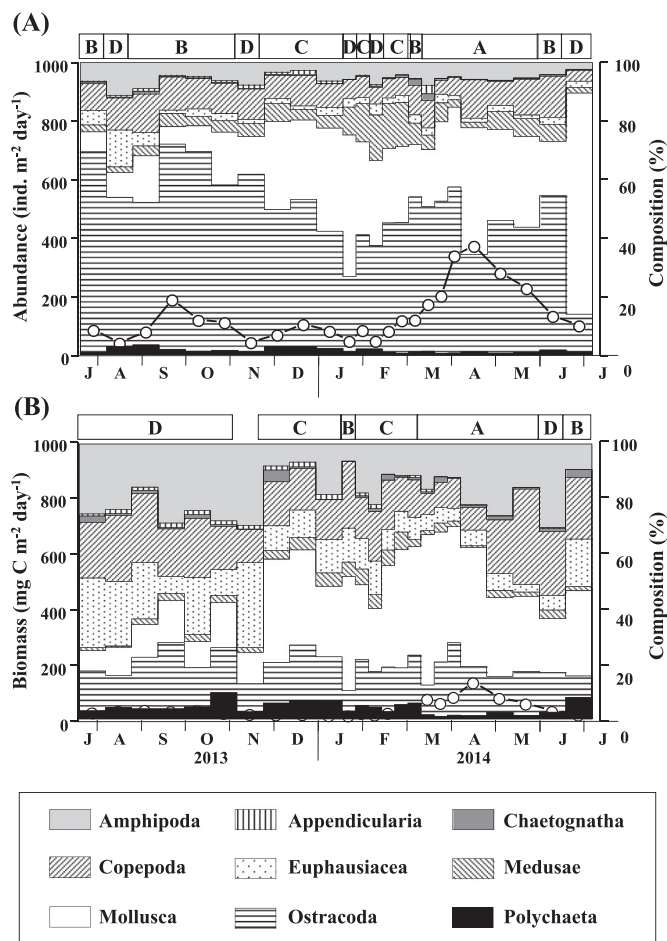 (A)
B D B D C D C D C B A B D
1000
800
600
400
200
0
Abundance (ind. m-2 day-1)
100
80
60
40
20
0
Composition (%)
J A S O N D J F M A M J J
(B)
D C B C A D B
1000
800
600
400
200
0
Biomass (mg C m-2 day-1)
100
80
60
40
20
0
Composition (%)
J A S O N D J F M A M J J
2013 2014
Amphipoda Appendicularia Chaetognatha
Copepoda Euphausiacea Medusae
Mollusca Ostracoda Polychaeta